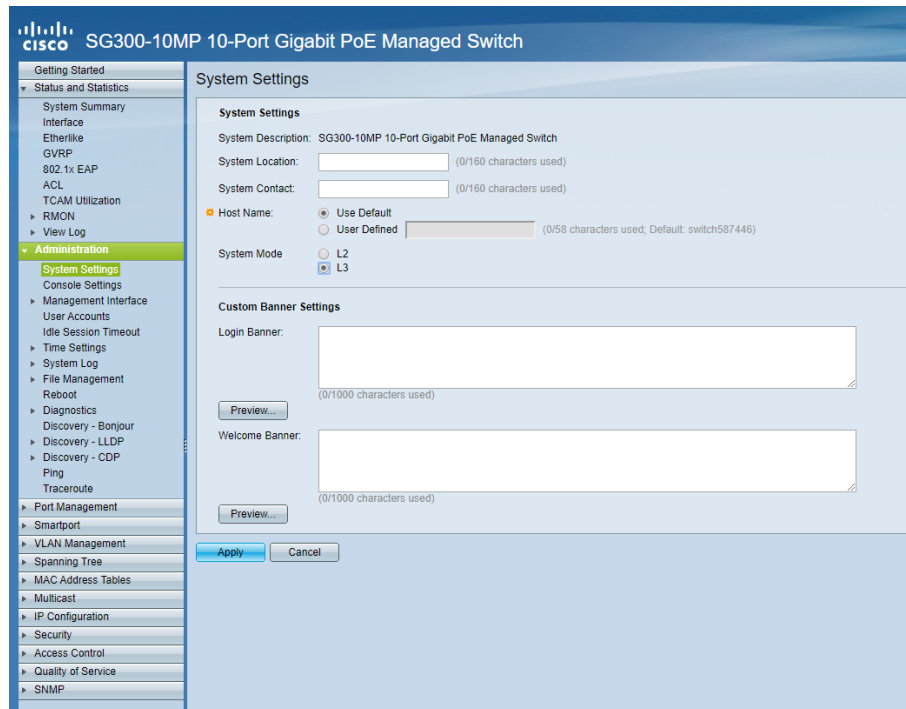 CISCO SG300-10MP 10-Port Gigabit PoE Managed Switch
Getting Started
Status and Statistics
System Summary
Interface
Etherlike
GVRP
802.1x EAP
ACL
TCAM Utilization
RMON
View Log
Administration
System Settings
Console Settings
Management Interface
User Accounts
Idle Session Timeout
Time Settings
System Log
File Management
Reboot
Diagnostics
Discovery - Bonjour
Discovery - LLDP
Discovery - CDP
Ping
Traceroute
Port Management
Smartport
VLAN Management
Spanning Tree
MAC Address Tables
Multicast
IP Configuration
Security
Access Control
Quality of Service
SNMP
System Settings
System Settings
System Description: SG300-10MP 10-Port Gigabit PoE Managed Switch
System Location: (0/160 characters used)
System Contact: (0/160 characters used)
Host Name: Use Default
User Defined (0/58 characters used; Default: switch587446)
System Mode L2
L3
Custom Banner Settings
Login Banner:
(0/1000 characters used)
Preview...
Welcome Banner:
(0/1000 characters used)
Preview...
Apply Cancel